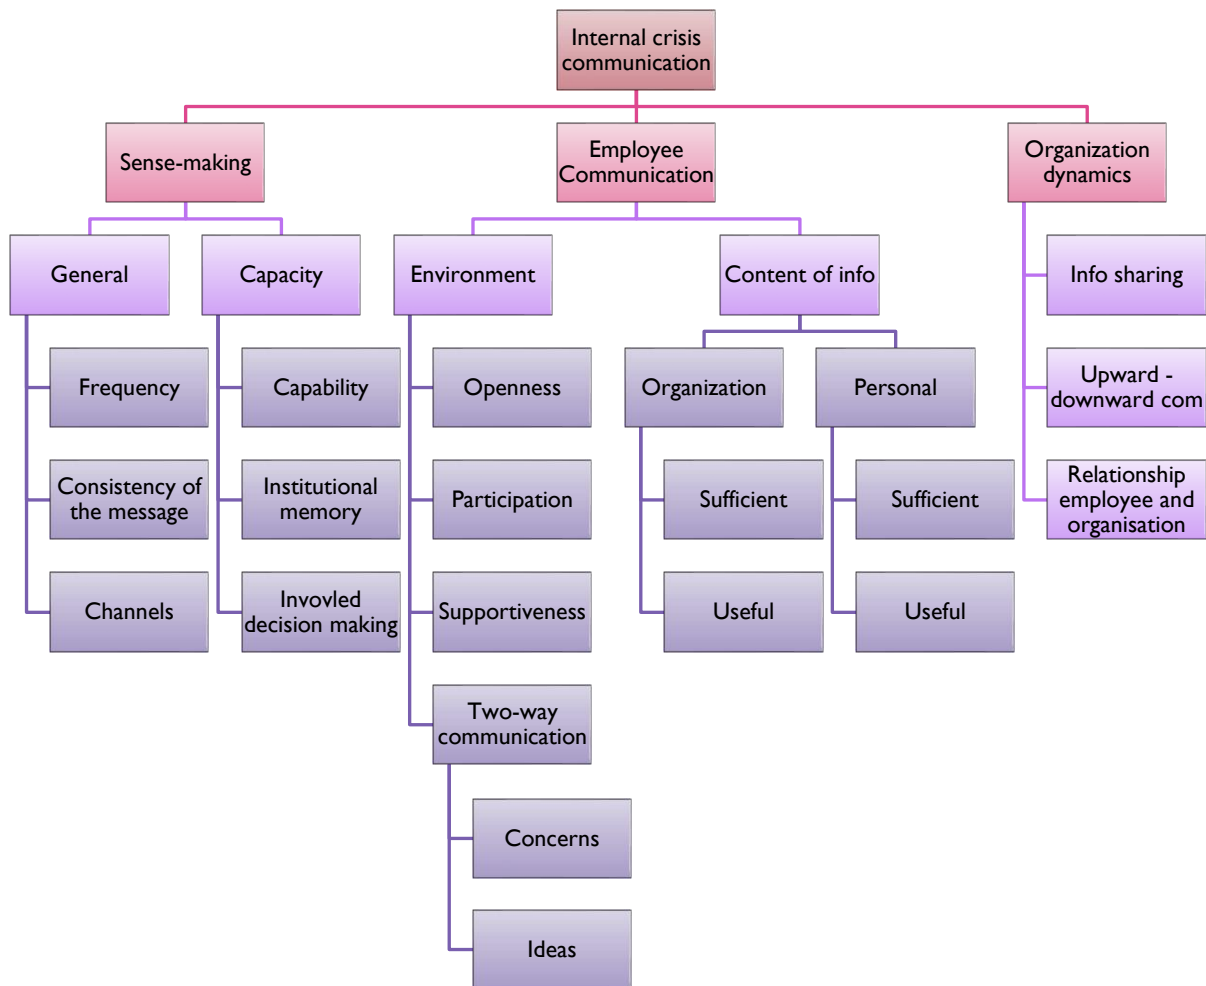 Internal crisis
communication
Sense-making
Employee
Communication
Organization
dynamics
General
Capacity
Environment
Content of info
Info sharing
Frequency
Capability
Openness
Organization
Personal
Upward -
downward com
Consistency of
the message
Institutional
memory
Participation
Sufficient
Sufficient
Relationship
employee and
organisation
Channels
Invovled
decision making
Supportiveness
Useful
Useful
Two-way
communication
Concerns
Ideas